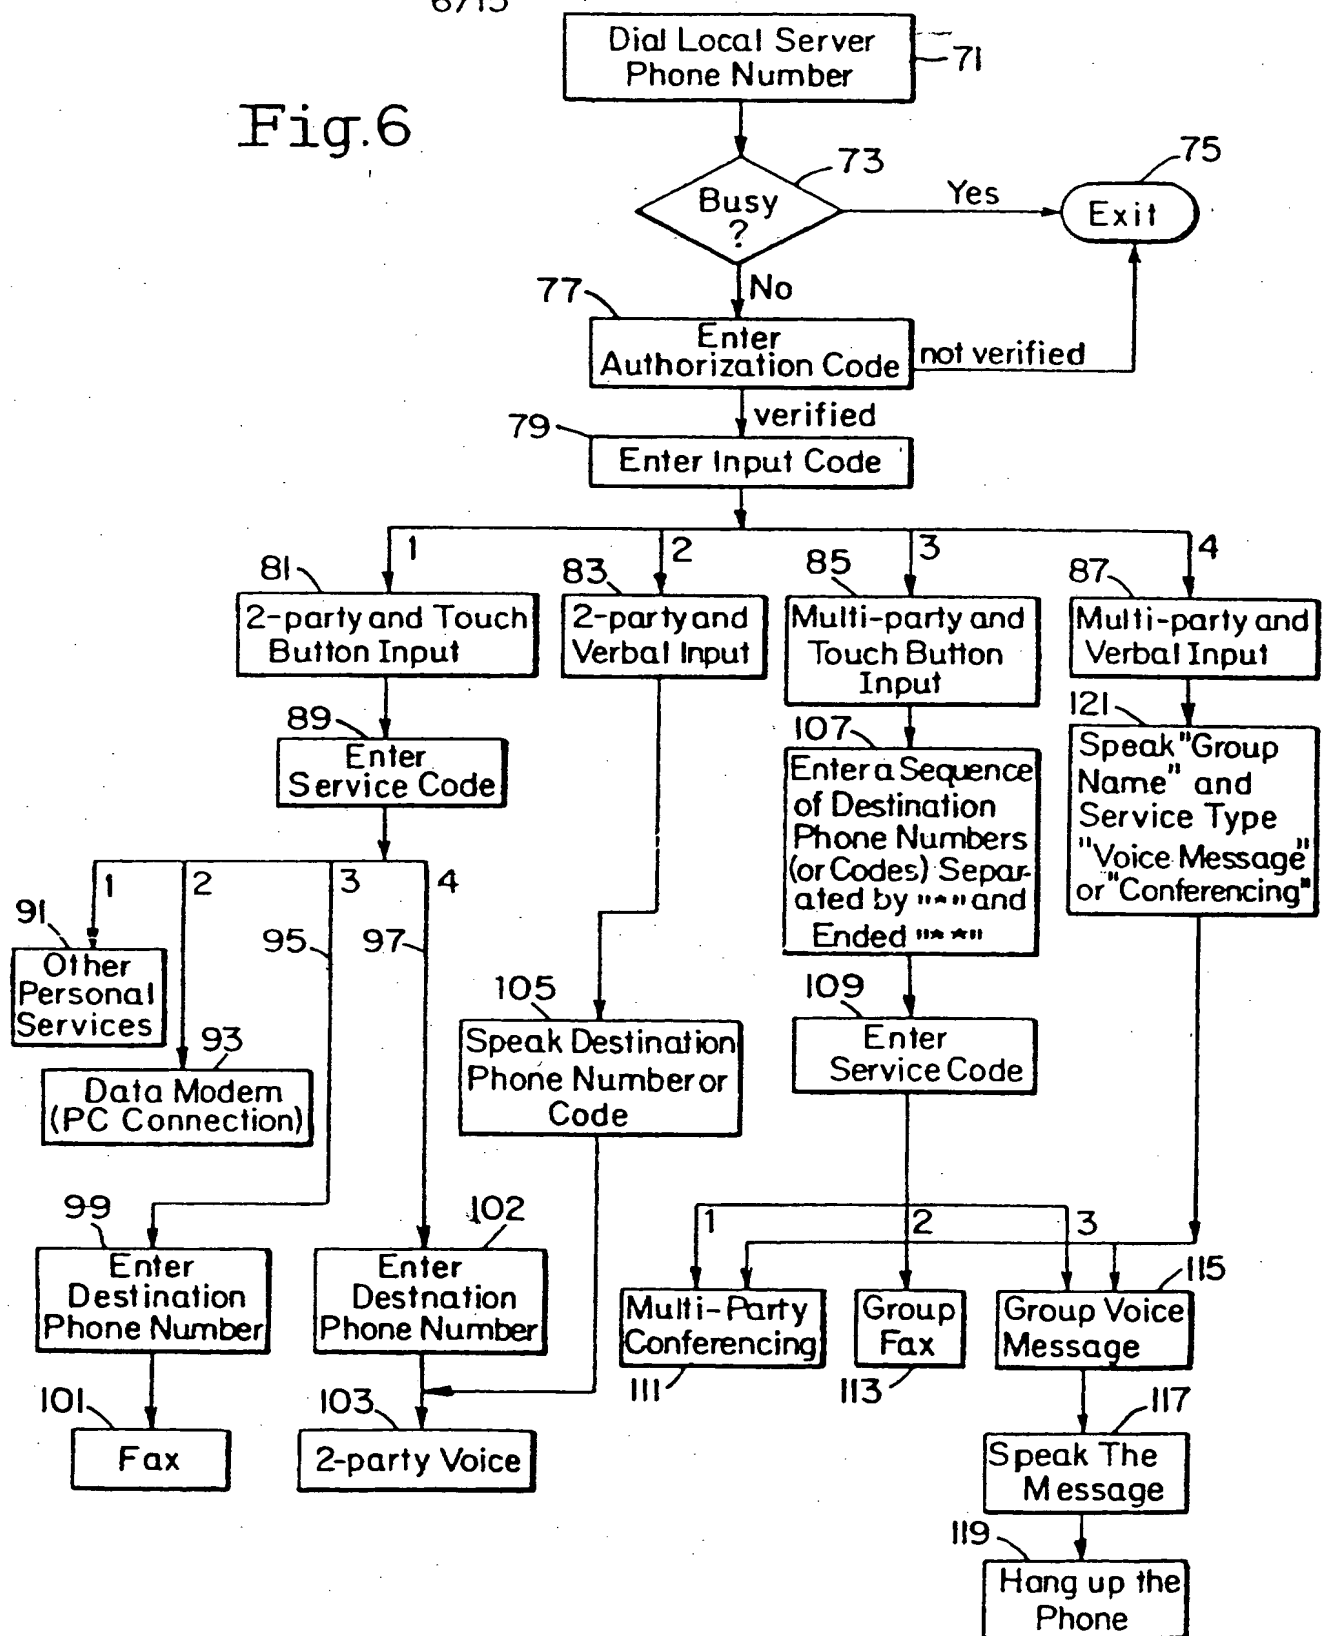 6/15
Dial Local Server
Phone Number
71
Fig.6
73
75
Busy
?
Yes
Exit
77
No
Enter
Authorization Code
not verified
verified
79
Enter Input Code
1
2
3
4
81
83
85
87
2-party and Touch
Button Input
2-party and
Verbal Input
Multi-party and
Touch Button
Input
Multi-party and
Verbal Input
89
Enter
Service Code
107
Enter a Sequence
of Destination
Phone Numbers
(or Codes) Separ-
ated by "*" and
Ended "**"
121
Speak "Group
Name" and
Service Type
"Voice Message"
or "Conferencing"
1
2
3
4
91
95
97
Other
Personal
Services
93
Data Modem
(PC Connection)
105
Speak Destination
Phone Number or
Code
109
Enter
Service Code
99
Enter
Destination
Phone Number
102
Enter
Destnation
Phone Number
1
2
3
115
Multi-Party
Conferencing
111
Group
Fax
113
Group Voice
Message
101
Fax
103
2-party Voice
117
Speak The
Message
119
Hang up the
Phone